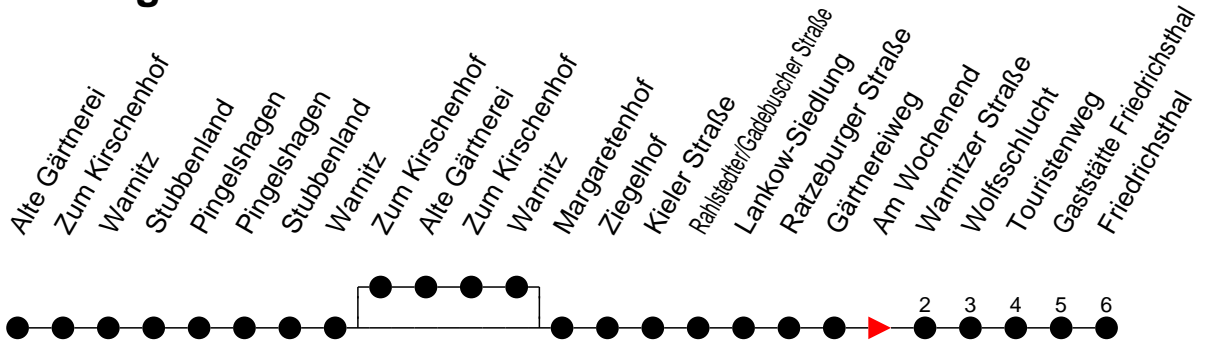 Alte Gärtnerei
Zum Kirschenhof
Warnitz
Stubbenland
Pingelshagen
Pingelshagen
Stubbenland
Warnitz
Zum Kirschenhof
Alte Gärtnerei
Zum Kirschenhof
Warnitz
Margaretenhof
Ziegelhof
Kieler Straße
Rahlstedter/Gadebuscher Straße
Lankow-Siedlung
Ratzeburger Straße
Gärtnereiweg
Am Wochenend
Warnitzer Straße
Wolfsschlucht
Touristenweg
Gaststätte Friedrichsthal
Friedrichsthal
2 3 4 5 6